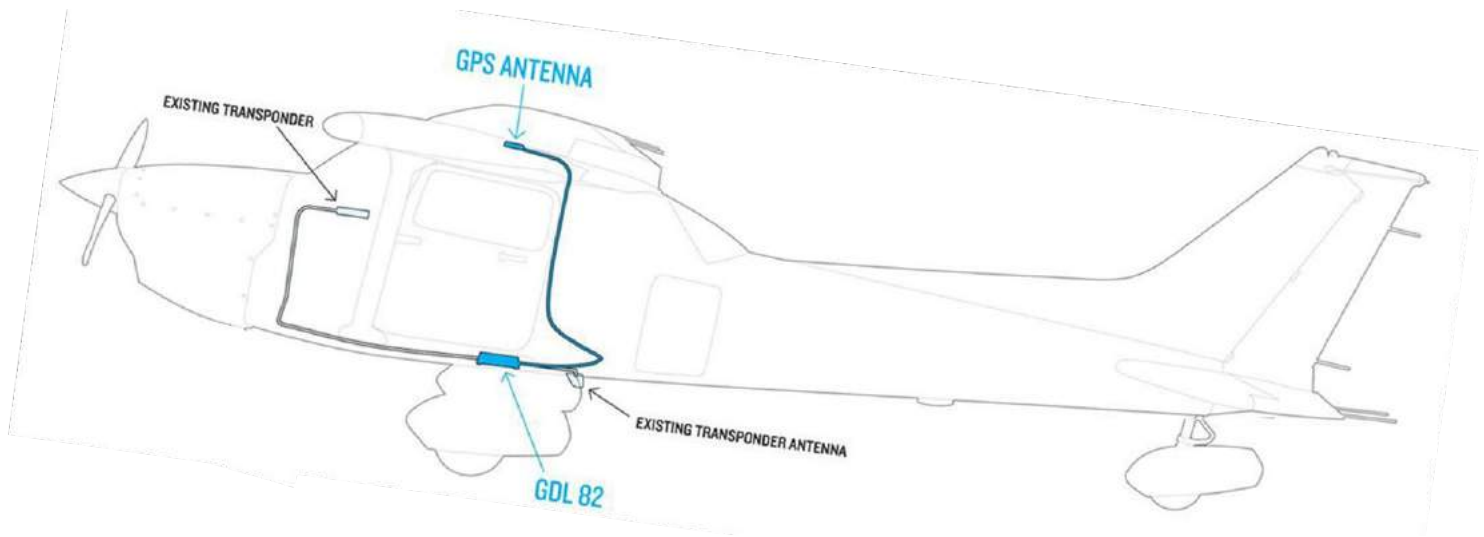 GPS ANTENNA
EXISTING TRANSPONDER
EXISTING TRANSPONDER ANTENNA
GDL 82